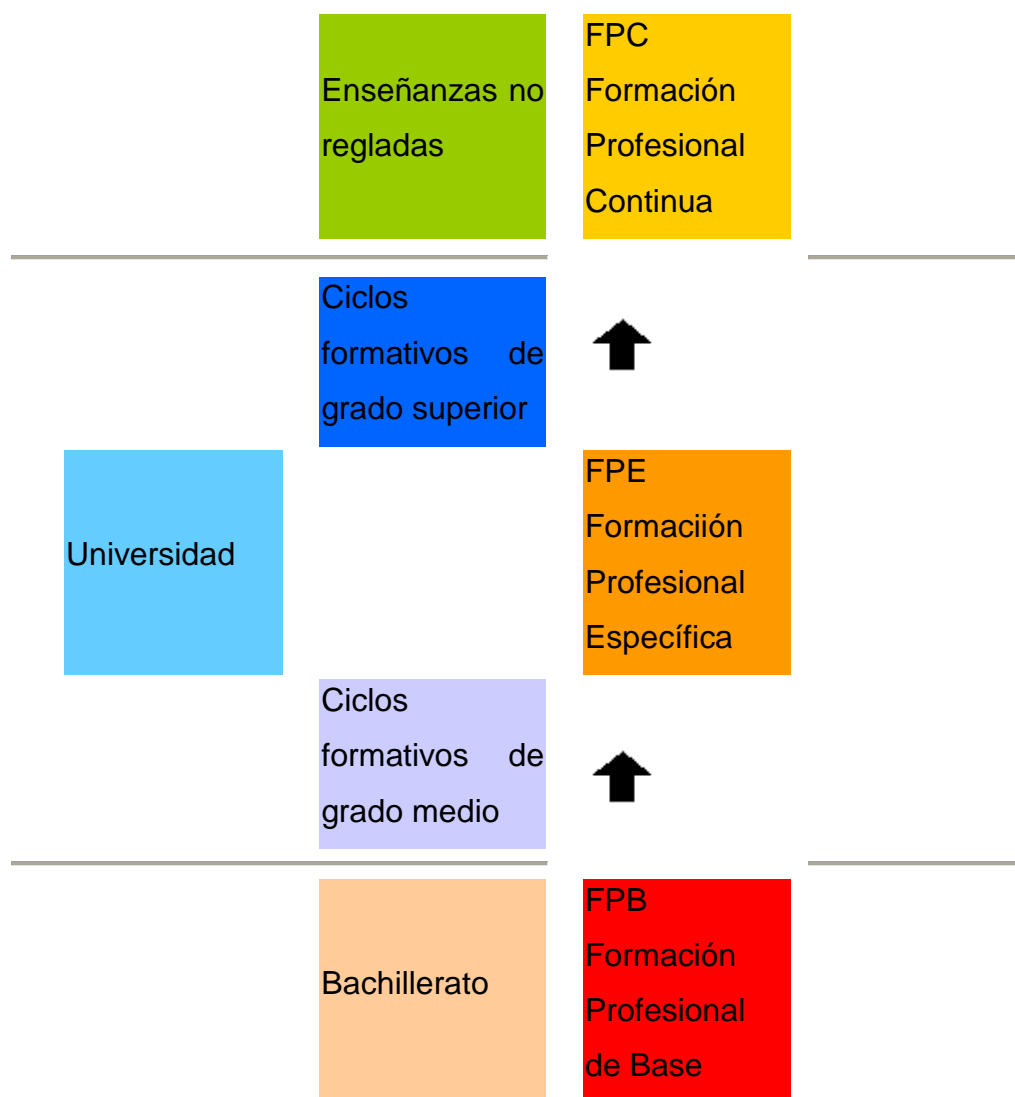 Enseñanzas no
regladas
FPC
Formación
Profesional
Continua
Ciclos
formativos de
grado superior
Universidad
FPE
Formaciión
Profesional
Específica
Ciclos
formativos de
grado medio
Bachillerato
FPB
Formación
Profesional
de Base